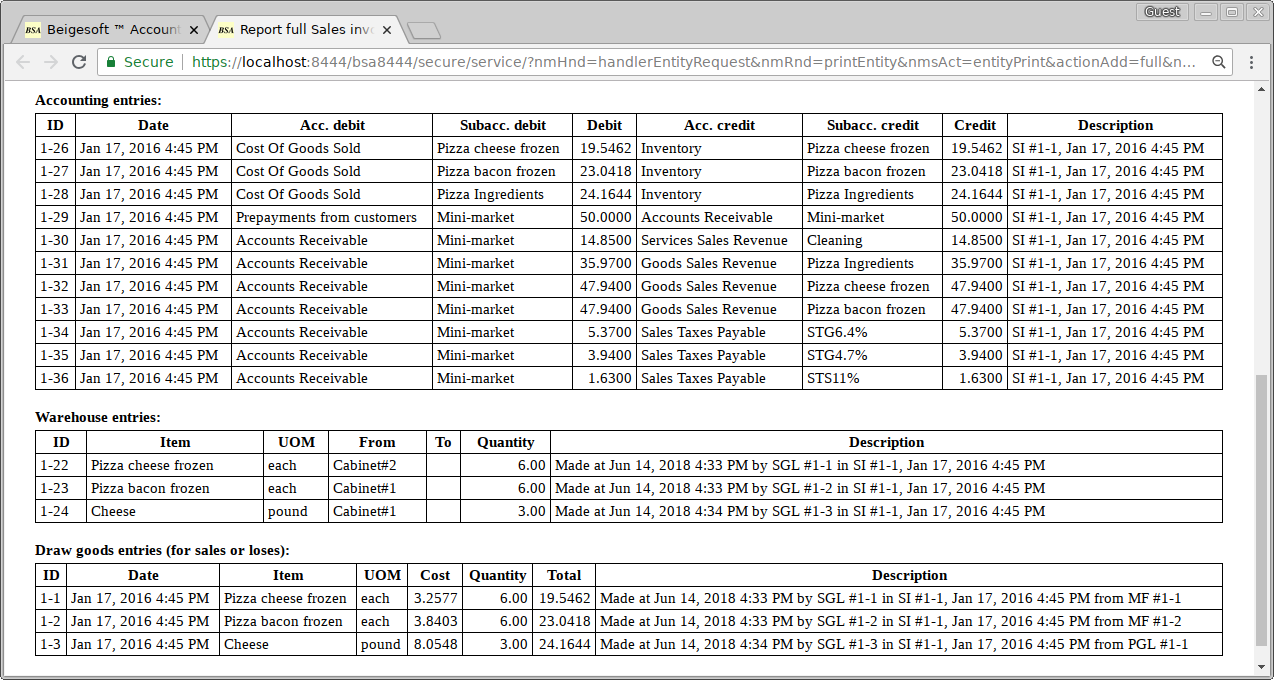 Guest
BSA Beigesoft ™ Account
BSA Report full Sales invo
Secure https://localhost:8444/bsa8444/secure/service/?nmHnd=handlerEntityRequest&nmRnd=printEntity&nmsAct=entityPrint&actionAdd=full&n...
Accounting entries:
ID Date Acc. debit Subacc. debit Debit Acc. credit Subacc. credit Credit Description
1-26 Jan 17, 2016 4:45 PM Cost Of Goods Sold Pizza cheese frozen 19.5462 Inventory Pizza cheese frozen 19.5462 SI #1-1, Jan 17, 2016 4:45 PM
1-27 Jan 17, 2016 4:45 PM Cost Of Goods Sold Pizza bacon frozen 23.0418 Inventory Pizza bacon frozen 23.0418 SI #1-1, Jan 17, 2016 4:45 PM
1-28 Jan 17, 2016 4:45 PM Cost Of Goods Sold Pizza Ingredients 24.1644 Inventory Pizza Ingredients 24.1644 SI #1-1, Jan 17, 2016 4:45 PM
1-29 Jan 17, 2016 4:45 PM Prepayments from customers Mini-market 50.0000 Accounts Receivable Mini-market 50.0000 SI #1-1, Jan 17, 2016 4:45 PM
1-30 Jan 17, 2016 4:45 PM Accounts Receivable Mini-market 14.8500 Services Sales Revenue Cleaning 14.8500 SI #1-1, Jan 17, 2016 4:45 PM
1-31 Jan 17, 2016 4:45 PM Accounts Receivable Mini-market 35.9700 Goods Sales Revenue Pizza Ingredients 35.9700 SI #1-1, Jan 17, 2016 4:45 PM
1-32 Jan 17, 2016 4:45 PM Accounts Receivable Mini-market 47.9400 Goods Sales Revenue Pizza cheese frozen 47.9400 SI #1-1, Jan 17, 2016 4:45 PM
1-33 Jan 17, 2016 4:45 PM Accounts Receivable Mini-market 47.9400 Goods Sales Revenue Pizza bacon frozen 47.9400 SI #1-1, Jan 17, 2016 4:45 PM
1-34 Jan 17, 2016 4:45 PM Accounts Receivable Mini-market 5.3700 Sales Taxes Payable STG6.4% 5.3700 SI #1-1, Jan 17, 2016 4:45 PM
1-35 Jan 17, 2016 4:45 PM Accounts Receivable Mini-market 3.9400 Sales Taxes Payable STG4.7% 3.9400 SI #1-1, Jan 17, 2016 4:45 PM
1-36 Jan 17, 2016 4:45 PM Accounts Receivable Mini-market 1.6300 Sales Taxes Payable STS11% 1.6300 SI #1-1, Jan 17, 2016 4:45 PM
Warehouse entries:
ID Item UOM From To Quantity Description
1-22 Pizza cheese frozen each Cabinet#2 6.00 Made at Jun 14, 2018 4:33 PM by SGL #1-1 in SI #1-1, Jan 17, 2016 4:45 PM
1-23 Pizza bacon frozen each Cabinet#1 6.00 Made at Jun 14, 2018 4:33 PM by SGL #1-2 in SI #1-1, Jan 17, 2016 4:45 PM
1-24 Cheese pound Cabinet#1 3.00 Made at Jun 14, 2018 4:34 PM by SGL #1-3 in SI #1-1, Jan 17, 2016 4:45 PM
Draw goods entries (for sales or loses):
ID Date Item UOM Cost Quantity Total Description
1-1 Jan 17, 2016 4:45 PM Pizza cheese frozen each 3.2577 6.00 19.5462 Made at Jun 14, 2018 4:33 PM by SGL #1-1 in SI #1-1, Jan 17, 2016 4:45 PM from MF #1-1
1-2 Jan 17, 2016 4:45 PM Pizza bacon frozen each 3.8403 6.00 23.0418 Made at Jun 14, 2018 4:33 PM by SGL #1-2 in SI #1-1, Jan 17, 2016 4:45 PM from MF #1-2
1-3 Jan 17, 2016 4:45 PM Cheese pound 8.0548 3.00 24.1644 Made at Jun 14, 2018 4:34 PM by SGL #1-3 in SI #1-1, Jan 17, 2016 4:45 PM from PGL #1-1